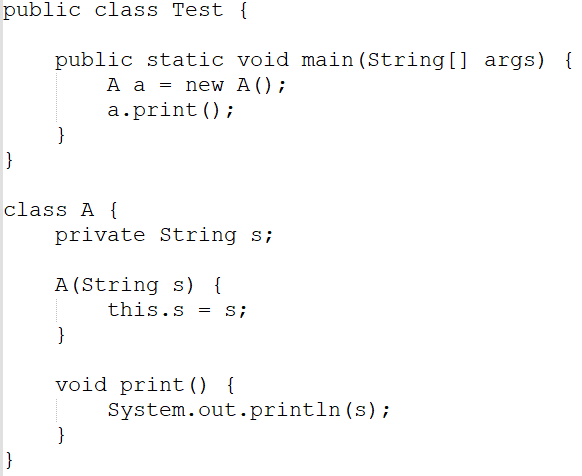 public class Test {
public static void main(String[] args) {
A a = new A();
a.print();
}
}
class A {
private String s;
A(String s) {
this.s = s;
}
void print() {
System.out.println(s);
}
}